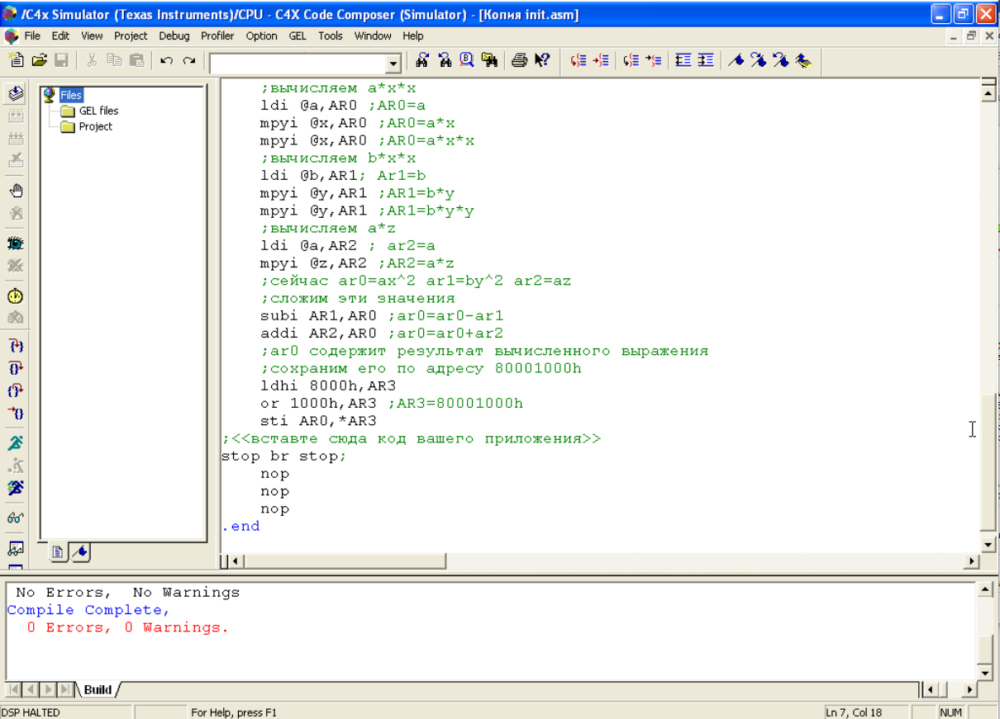 /C4x Simulator (Texas Instruments)/CPU - C4X Code Composer (Simulator) - [Копия init.asm]
File Edit View Project Debug Profiler Option GEL Tools Window Help
Files
GEL files
Project
;вычисляем a*x*x
ldi @a,AR0 ;AR0=a
mpyi @x,AR0 ;AR0=a*x
mpyi @x,AR0 ;AR0=a*x*x
;вычисляем b*x*x
ldi @b,AR1; Ar1=b
mpyi @y,AR1 ;AR1=b*y
mpyi @y,AR1 ;AR1=b*y*y
;вычисляем a*z
ldi @a,AR2 ; ar2=a
mpyi @z,AR2 ;AR2=a*z
;сейчас ar0=ax^2 ar1=by^2 ar2=az
;сложим эти значения
subi AR1,AR0 ;ar0=ar0-ar1
addi AR2,AR0 ;ar0=ar0+ar2
;ar0 содержит результат вычисленного выражения
;сохраним его по адресу 80001000h
ldhi 8000h,AR3
or 1000h,AR3 ;AR3=80001000h
sti AR0,*AR3
;<<вставте сюда код вашего приложения>>
stop br stop;
nop
nop
nop
.end
No Errors, No Warnings
Compile Complete,
0 Errors, 0 Warnings.
Build
DSP HALTED For Help, press F1 Ln 7, Col 18 NUM